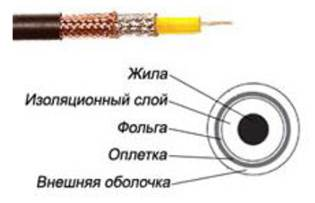 Жила
Изоляционный слой
Фольга
Оплетка
Внешняя оболочка